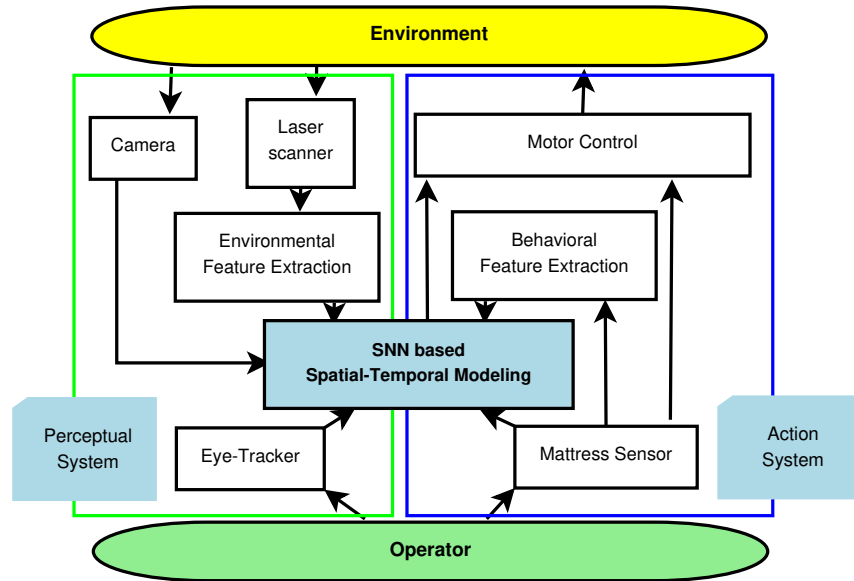 Environment
Camera
Laser
scanner
Motor Control
Environmental
Feature Extraction
Behavioral
Feature Extraction
SNN based
Spatial-Temporal Modeling
Perceptual
System
Eye-Tracker
Mattress Sensor
Action
System
Operator